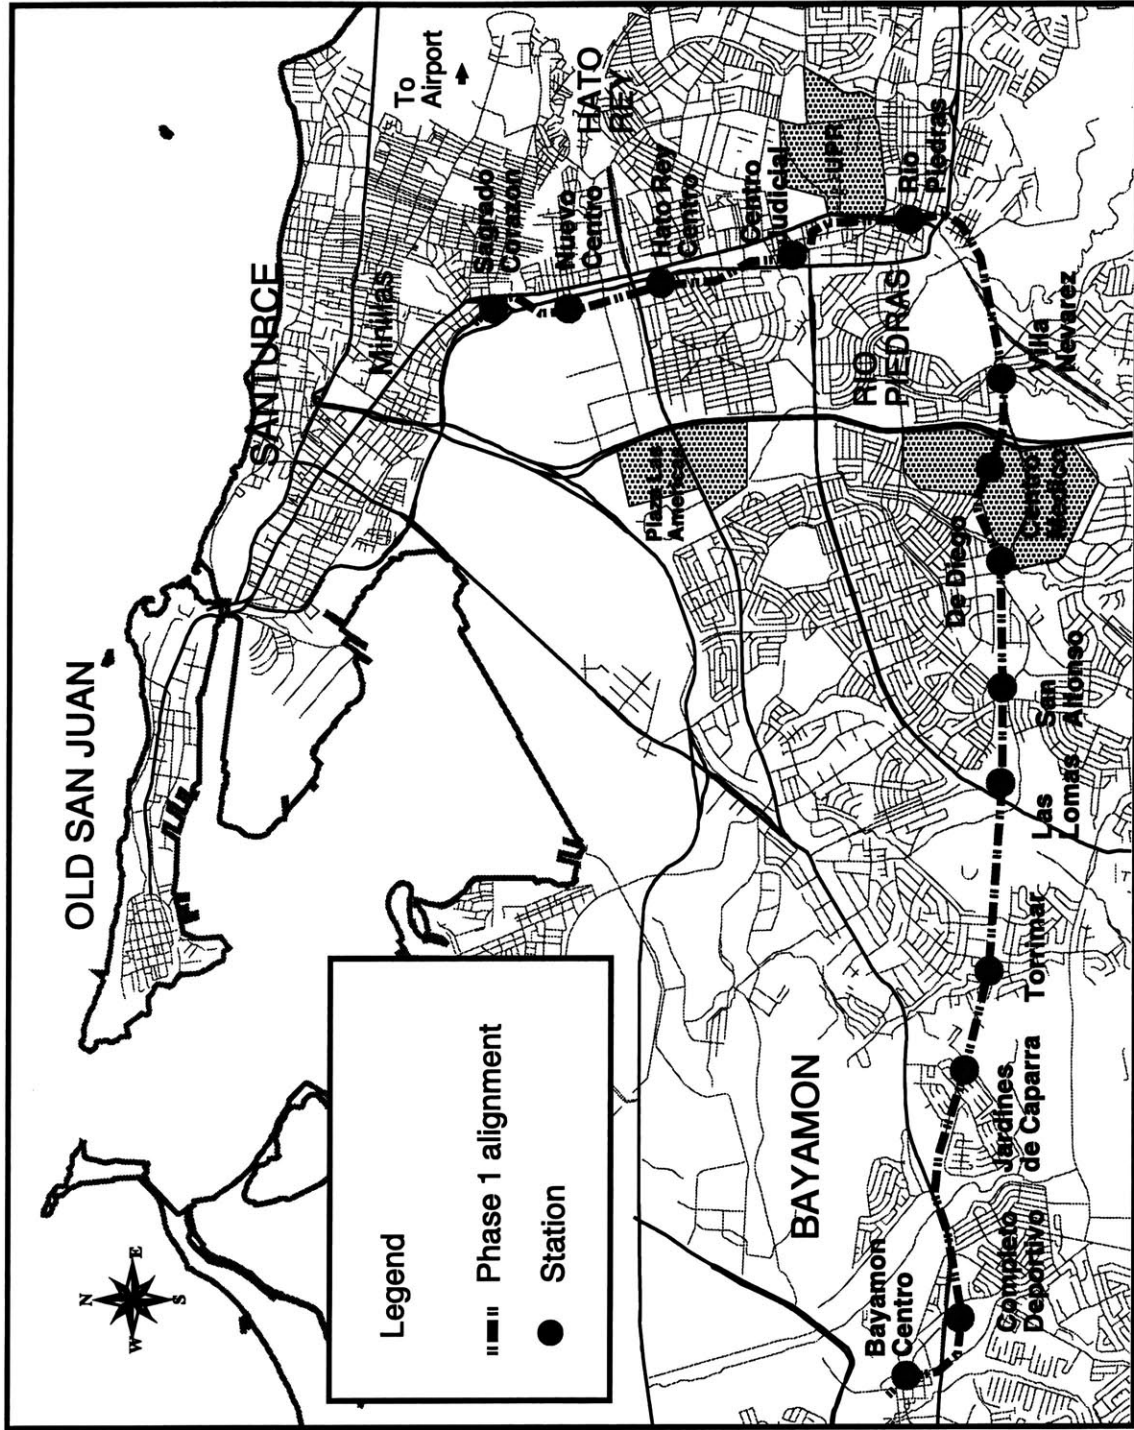 OLD SAN JUAN
SANTURCE
To
Airport
Mirillas
HATO
REY
Sagrado
Corazon
Nuevo
Centro
Hato Rey
Centro
Centro
Judicial
UPR
Rio
Piedras
RIO
PIEDRAS
Villa
Nevarez
Plaza Las
Americas
Centro
Medico
De Diego
San
Alfonso
Las
Lomas
Torrimar
Jardines
de Caparra
Completo
Deportivo
Bayamon
Centro
BAYAMON
N
E
S
W
Legend
Phase 1 alignment
Station